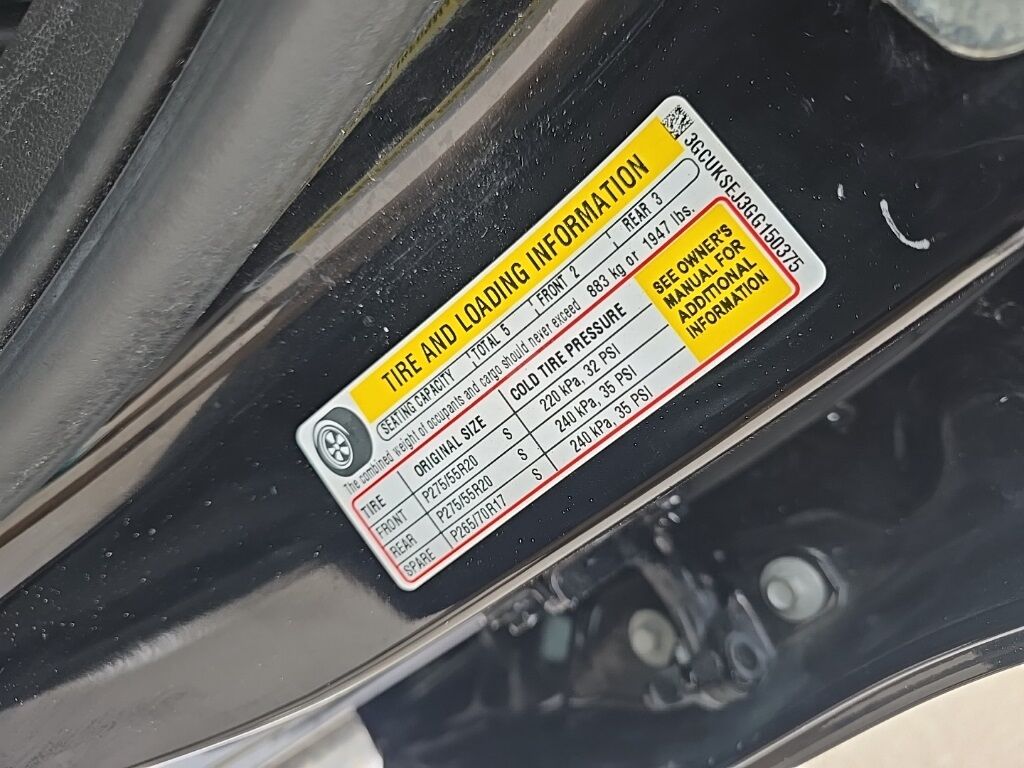 3GCUKSEJ3GG150375
TIRE AND LOADING INFORMATION
SEATING CAPACITY | TOTAL 5 | FRONT 2 | REAR 3
The combined weight of occupants and cargo should never exceed 883 kg or 1947 lbs.
TIRE ORIGINAL SIZE COLD TIRE PRESSURE
FRONT P275/55R20 S 220 kPa, 32 PSI
REAR P275/55R20 S 240 kPa, 35 PSI
SPARE P265/70R17 S 240 kPa, 35 PSI
SEE OWNER'S
MANUAL FOR
ADDITIONAL
INFORMATION